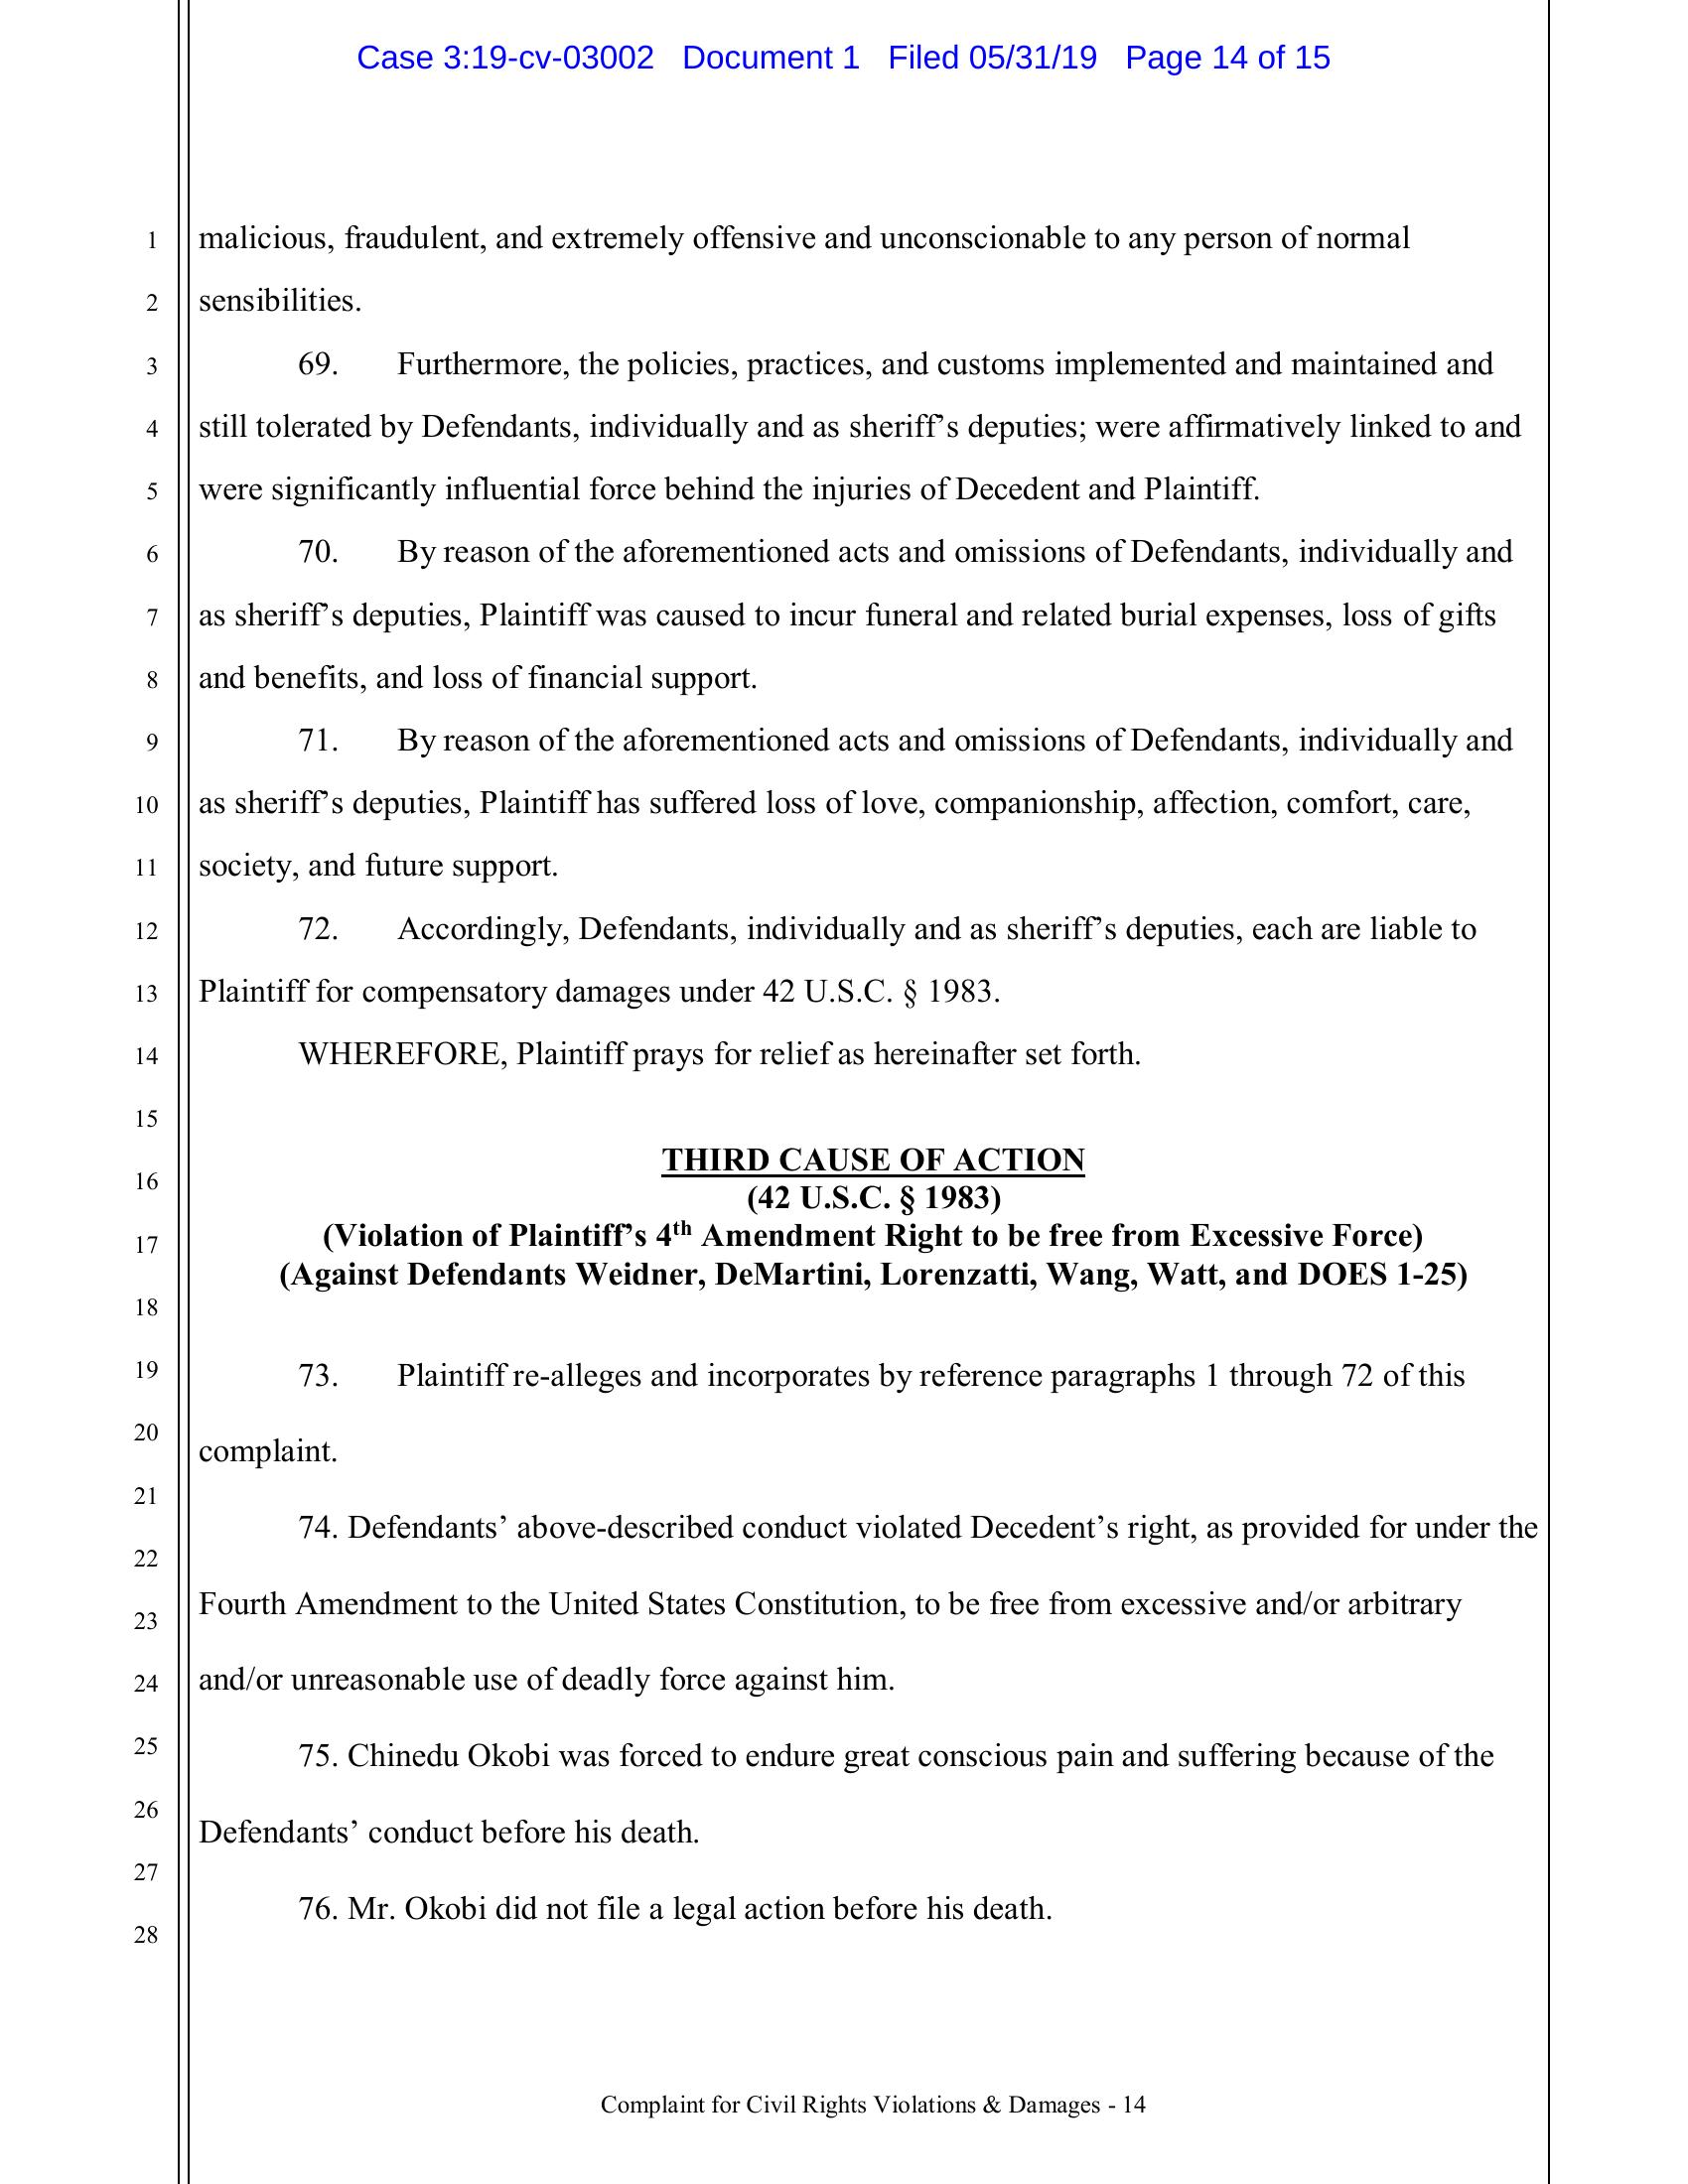 Case 3:19-cv-03002 Document 1 Filed 05/31/19 Page 14 of 15
1 malicious, fraudulent, and extremely offensive and unconscionable to any person of normal
2 sensibilities.
3 69. Furthermore, the policies, practices, and customs implemented and maintained and
4 still tolerated by Defendants, individually and as sheriff’s deputies; were affirmatively linked to and
5 were significantly influential force behind the injuries of Decedent and Plaintiff.
6 70. By reason of the aforementioned acts and omissions of Defendants, individually and
7 as sheriff’s deputies, Plaintiff was caused to incur funeral and related burial expenses, loss of gifts
8 and benefits, and loss of financial support.
9 71. By reason of the aforementioned acts and omissions of Defendants, individually and
10 as sheriff’s deputies, Plaintiff has suffered loss of love, companionship, affection, comfort, care,
11 society, and future support.
12 72. Accordingly, Defendants, individually and as sheriff’s deputies, each are liable to
13 Plaintiff for compensatory damages under 42 U.S.C. § 1983.
14 WHEREFORE, Plaintiff prays for relief as hereinafter set forth.
15
THIRD CAUSE OF ACTION
16
(42 U.S.C. § 1983)
(Violation of Plaintiff’s 4th Amendment Right to be free from Excessive Force)
17
(Against Defendants Weidner, DeMartini, Lorenzatti, Wang, Watt, and DOES 1-25)
18
19 73. Plaintiff re-alleges and incorporates by reference paragraphs 1 through 72 of this
20
complaint.
21
74. Defendants’ above-described conduct violated Decedent’s right, as provided for under the
22
Fourth Amendment to the United States Constitution, to be free from excessive and/or arbitrary
23
24 and/or unreasonable use of deadly force against him.
25
75. Chinedu Okobi was forced to endure great conscious pain and suffering because of the
26
Defendants’ conduct before his death.
27
76. Mr. Okobi did not file a legal action before his death.
28
Complaint for Civil Rights Violations & Damages - 14